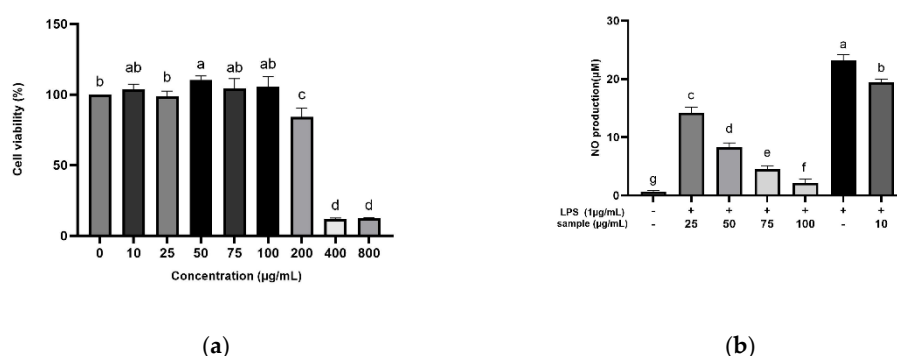 150
100
50
0
Cell viability (%)
b ab b a ab ab c d d
0 10 25 50 75 100 200 400 800
Concentration (μg/mL)
(a)
30
20
10
0
NO production(μM)
g c d e f a b
LPS (1μg/mL) - + + + + + +
sample (μg/mL) - 25 50 75 100 - 10
(b)